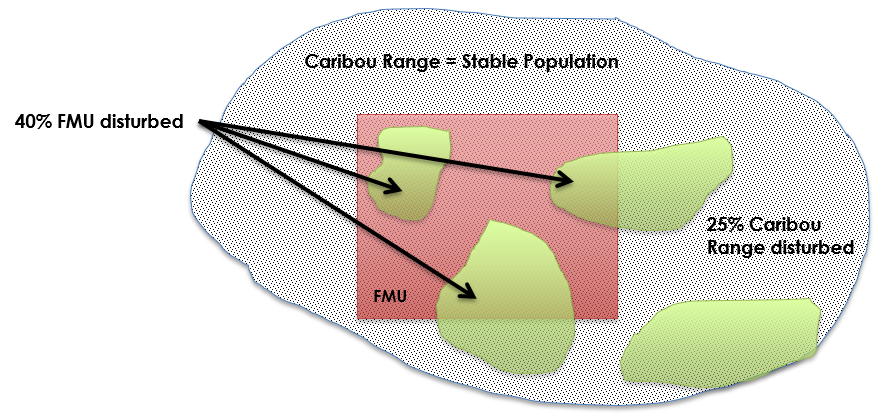 Caribou Range = Stable Population
40% FMU disturbed
25% Caribou
Range disturbed
FMU